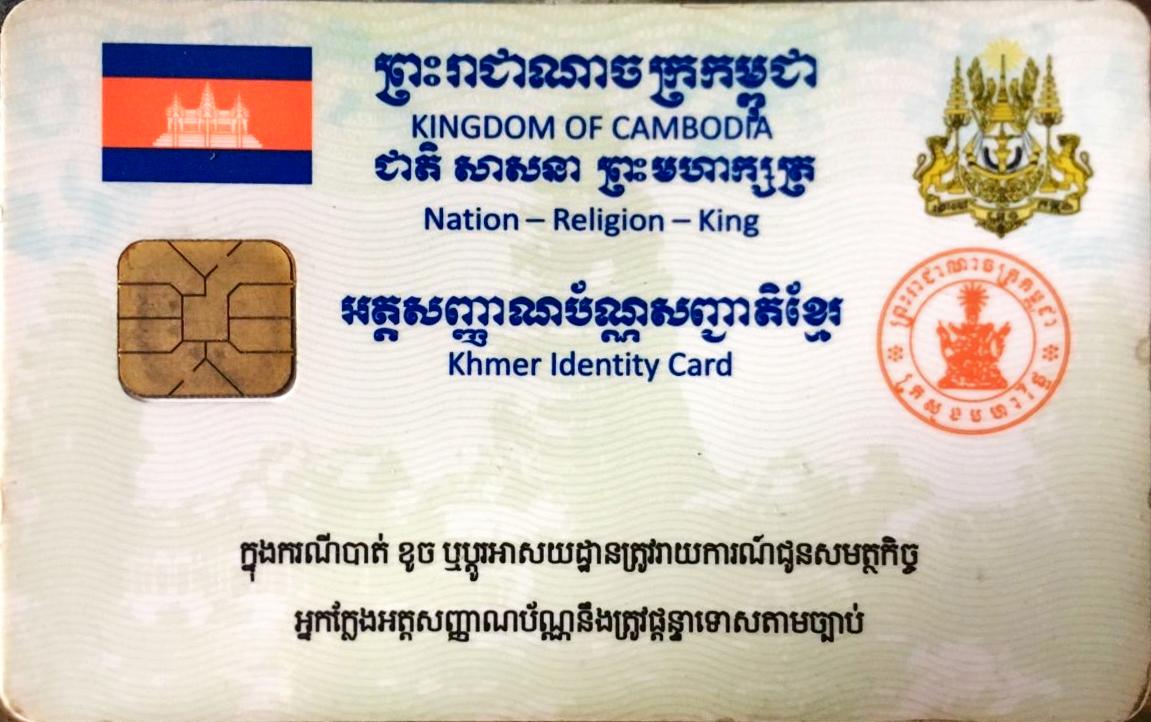 ព្រះរាជាណាចក្រកម្ពុជា
KINGDOM OF CAMBODIA
ជាតិ សាសនា ព្រះមហាក្សត្រ
Nation – Religion – King
អត្តសញ្ញាណប័ណ្ណសញ្ជាតិខ្មែរ
Khmer Identity Card
ព្រះរាជាណាចក្រកម្ពុជា
ក្រសួងមហាផ្ទៃ
ក្នុងករណីបាត់ ខូច ឬប្តូរអាសយដ្ឋានត្រូវរាយការណ៍ជូនសមត្ថកិច្ច
អ្នកក្លែងអត្តសញ្ញាណប័ណ្ណនឹងត្រូវផ្តន្ទាទោសតាមច្បាប់